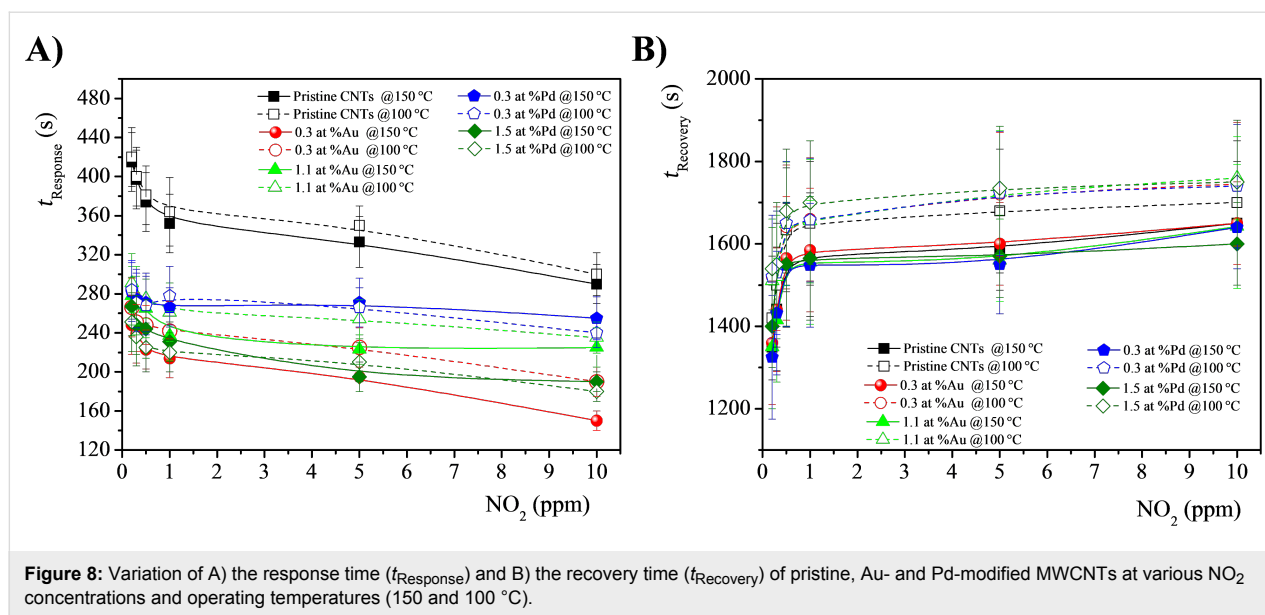 A)
480
440
400
360
320
280
240
200
160
120
t Response (s)
Pristine CNTs @150 °C
Pristine CNTs @100 °C
0.3 at %Au @150 °C
0.3 at %Au @100 °C
1.1 at %Au @150 °C
1.1 at %Au @100 °C
0.3 at %Pd @150 °C
0.3 at %Pd @100 °C
1.5 at %Pd @150 °C
1.5 at %Pd @100 °C
0 1 2 3 4 5 6 7 8 9 10
NO2 (ppm)
B)
2000
1800
1600
1400
1200
t Recovery (s)
Pristine CNTs @150 °C
Pristine CNTs @100 °C
0.3 at %Au @150 °C
0.3 at %Au @100 °C
1.1 at %Au @150 °C
1.1 at %Au @100 °C
0.3 at %Pd @150 °C
0.3 at %Pd @100 °C
1.5 at %Pd @150 °C
1.5 at %Pd @100 °C
0 1 2 3 4 5 6 7 8 9 10
NO2 (ppm)
Figure 8: Variation of A) the response time (tResponse) and B) the recovery time (tRecovery) of pristine, Au- and Pd-modified MWCNTs at various NO2
concentrations and operating temperatures (150 and 100 °C).